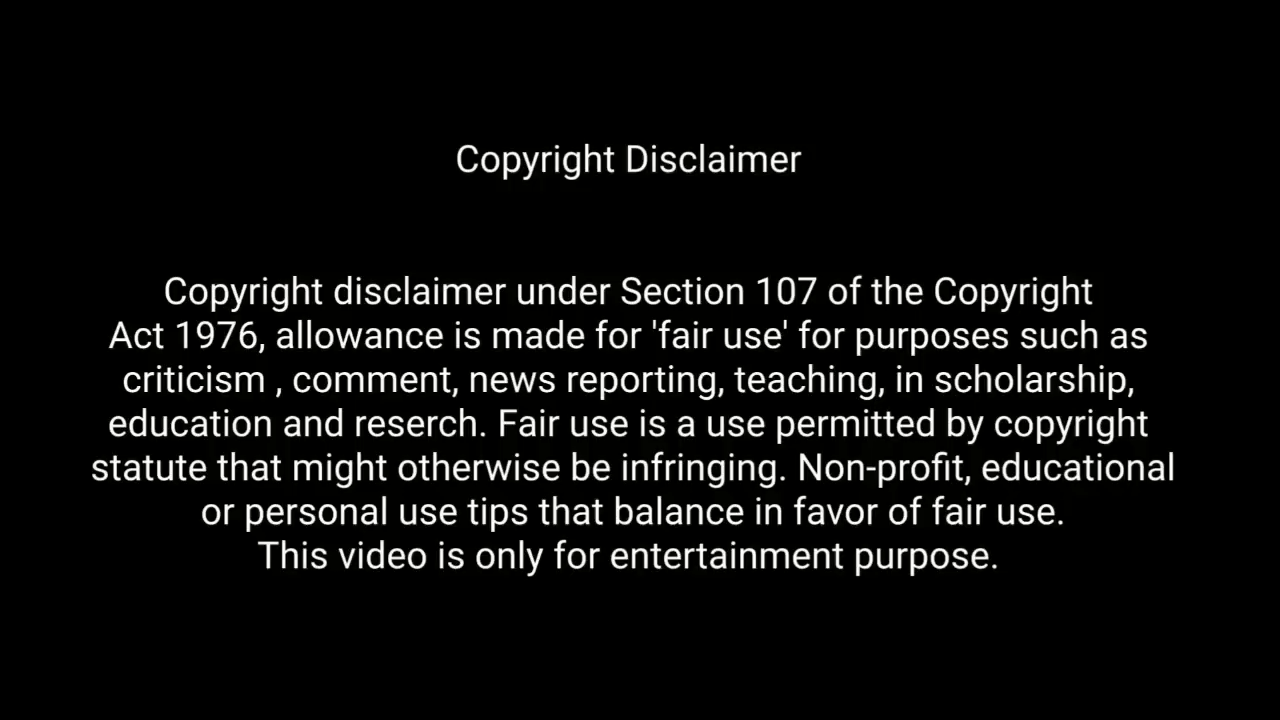 Copyright Disclaimer
Copyright disclaimer under Section 107 of the Copyright
Act 1976, allowance is made for 'fair use' for purposes such as
criticism , comment, news reporting, teaching, in scholarship,
education and reserch. Fair use is a use permitted by copyright
statute that might otherwise be infringing. Non-profit, educational
or personal use tips that balance in favor of fair use.
This video is only for entertainment purpose.